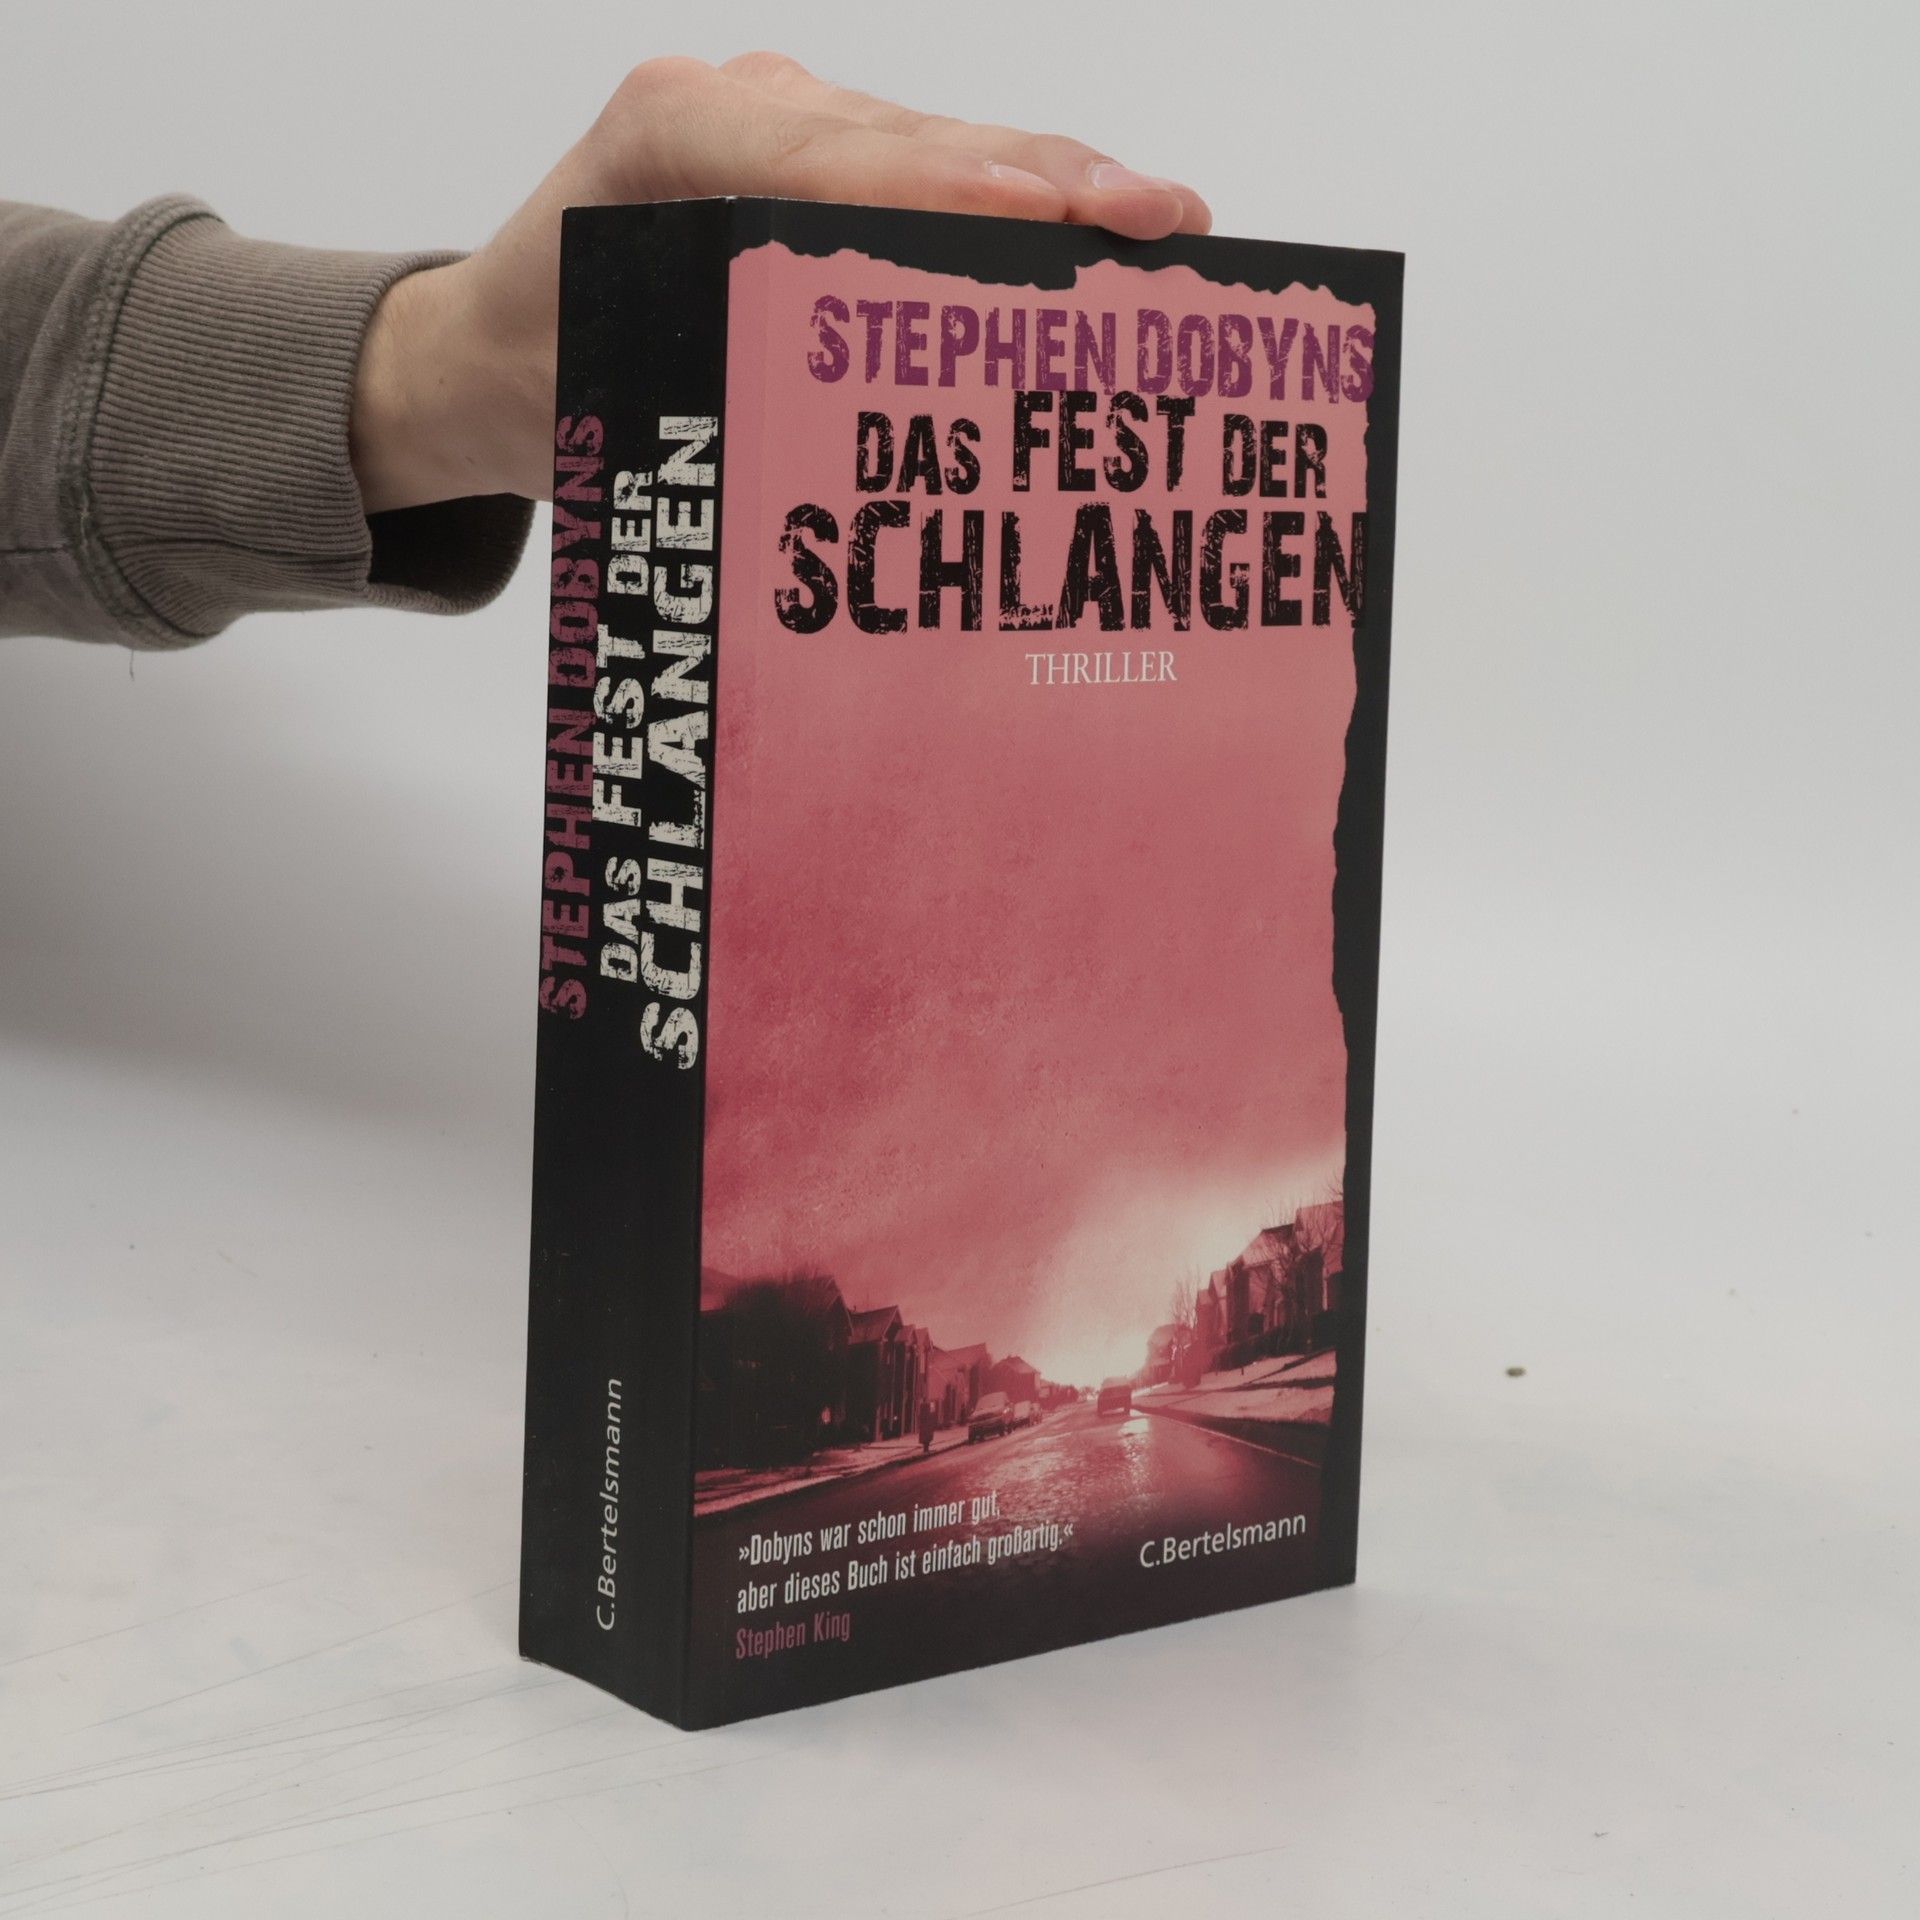 STEPHEN DOBYNS
DAS FEST DER
SCHLANGEN
THRILLER
»Dobyns war schon immer gut,
aber dieses Buch ist einfach großartig.«
Stephen King
C.Bertelsmann
STEPHEN DOBYNS
DAS FEST DER
SCHLANGEN
C.Bertelsmann